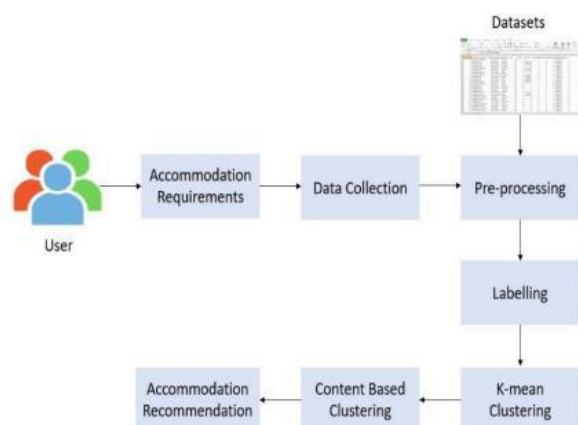 Datasets
User
Accommodation
Requirements
Data Collection
Pre-processing
Labelling
K-mean
Clustering
Content Based
Clustering
Accommodation
Recommendation